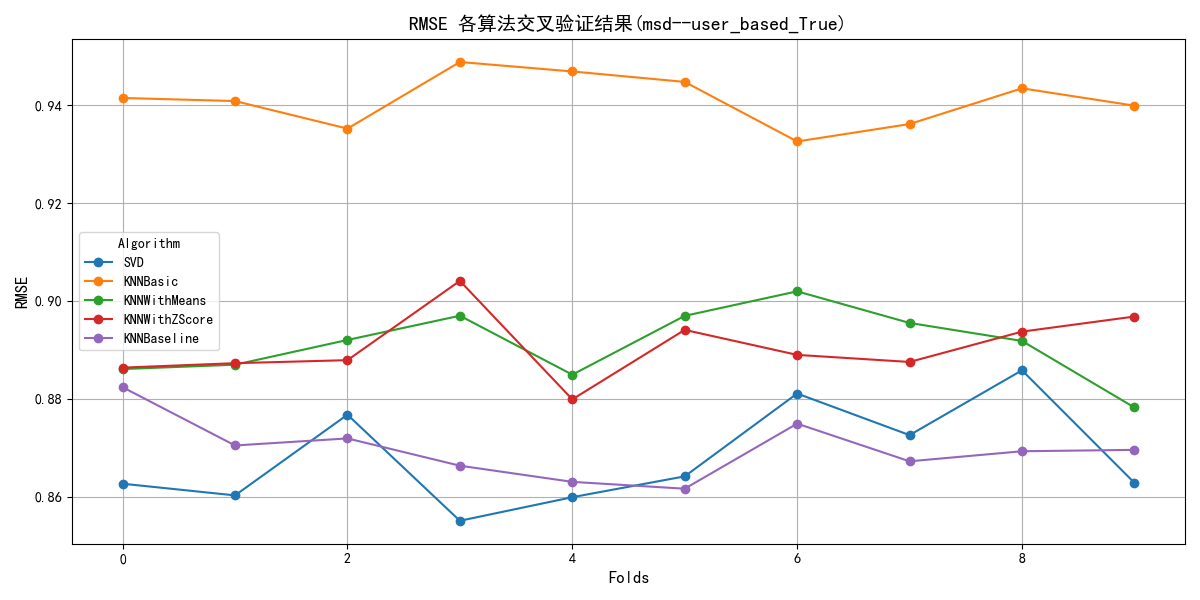 RMSE 各算法交叉验证结果(msd--user_based_True)
0.94
0.92
0.90
0.88
0.86
RMSE
Algorithm
SVD
KNNBasic
KNNWithMeans
KNNWithZScore
KNNBaseline
0 2 4 6 8
Folds